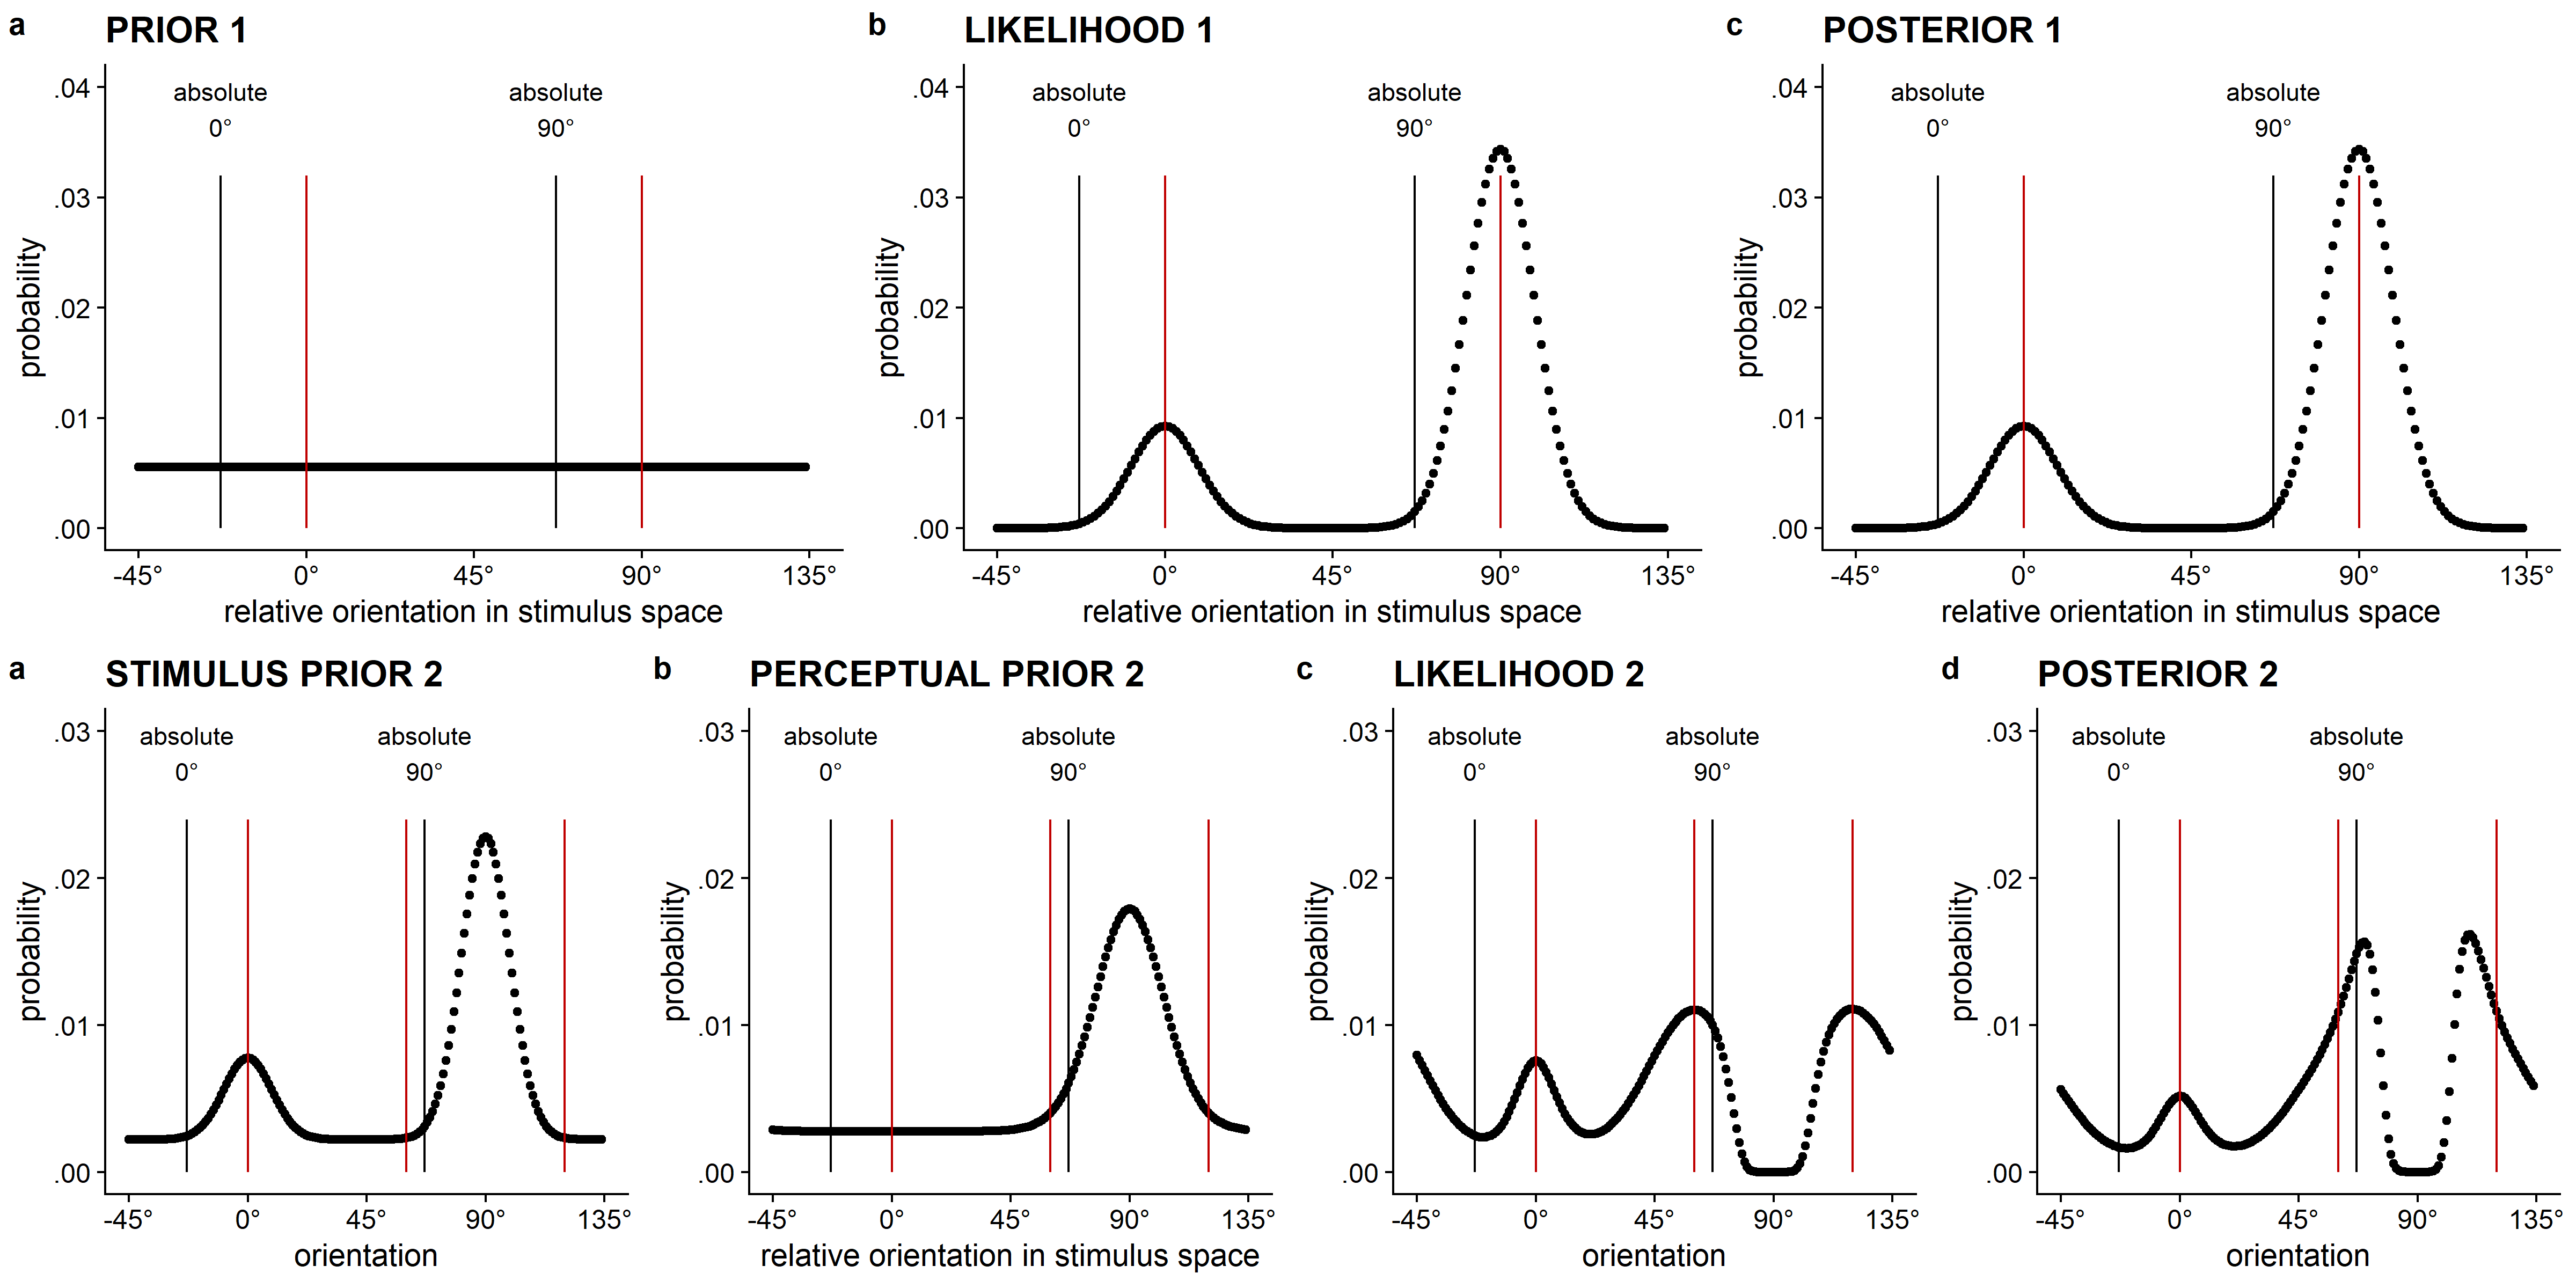 a PRIOR 1
absolute 0°
absolute 90°
.04
.03
.02
.01
.00
probability
-45° 0° 45° 90° 135°
relative orientation in stimulus space
b LIKELIHOOD 1
absolute 0°
absolute 90°
.04
.03
.02
.01
.00
probability
-45° 0° 45° 90° 135°
relative orientation in stimulus space
c POSTERIOR 1
absolute 0°
absolute 90°
.04
.03
.02
.01
.00
probability
-45° 0° 45° 90° 135°
relative orientation in stimulus space
a STIMULUS PRIOR 2
absolute 0°
absolute 90°
.03
.02
.01
.00
probability
-45° 0° 45° 90° 135°
orientation
b PERCEPTUAL PRIOR 2
absolute 0°
absolute 90°
.03
.02
.01
.00
probability
-45° 0° 45° 90° 135°
relative orientation in stimulus space
c LIKELIHOOD 2
absolute 0°
absolute 90°
.03
.02
.01
.00
probability
-45° 0° 45° 90° 135°
orientation
d POSTERIOR 2
absolute 0°
absolute 90°
.03
.02
.01
.00
probability
-45° 0° 45° 90° 135°
orientation